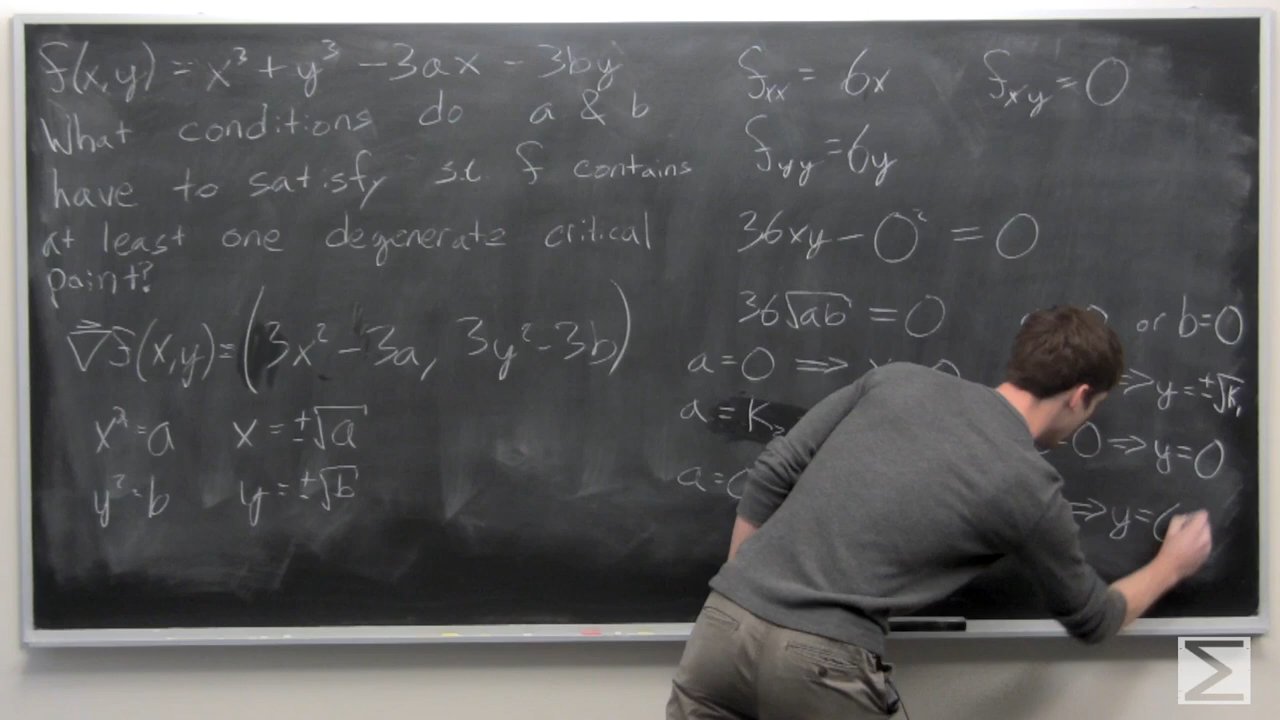 f(x,y) = x³ + y³ - 3ax - 3by
What conditions do a & b
have to satisfy s.t. f contains
at least one degenerate critical
point?
∇f(x,y) = (3x² - 3a, 3y² - 3b)
x² = a x = ±√a
y² = b y = ±√b
f_xx = 6x f_xy = 0
f_yy = 6y
36xy - 0² = 0
36√ab = 0 or b=0
a=0 ⇒ ⇒ y = ±√K₁
a = K₂ 0 ⇒ y=0
a= ⇒ y=
Σ